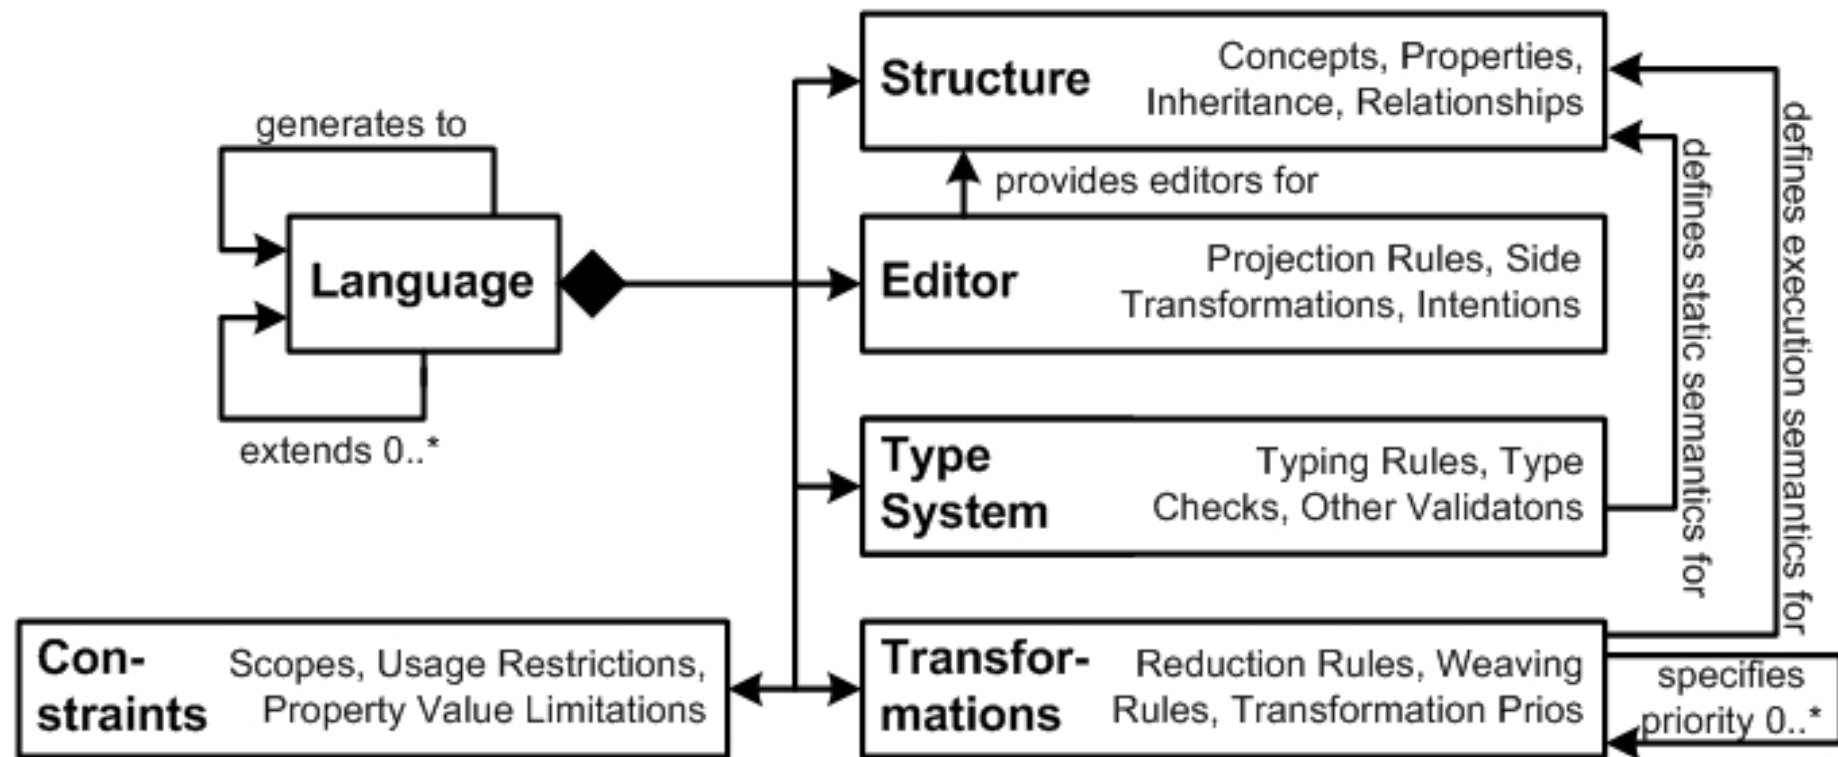 Structure
Concepts, Properties,
Inheritance, Relationships
generates to
provides editors for
Language
Editor
Projection Rules, Side
Transformations, Intentions
extends 0..*
Type
System
Typing Rules, Type
Checks, Other Validatons
defines static semantics for
defines execution semantics for
Con-
straints
Scopes, Usage Restrictions,
Property Value Limitations
Transfor-
mations
Reduction Rules, Weaving
Rules, Transformation Prios
specifies
priority 0..*